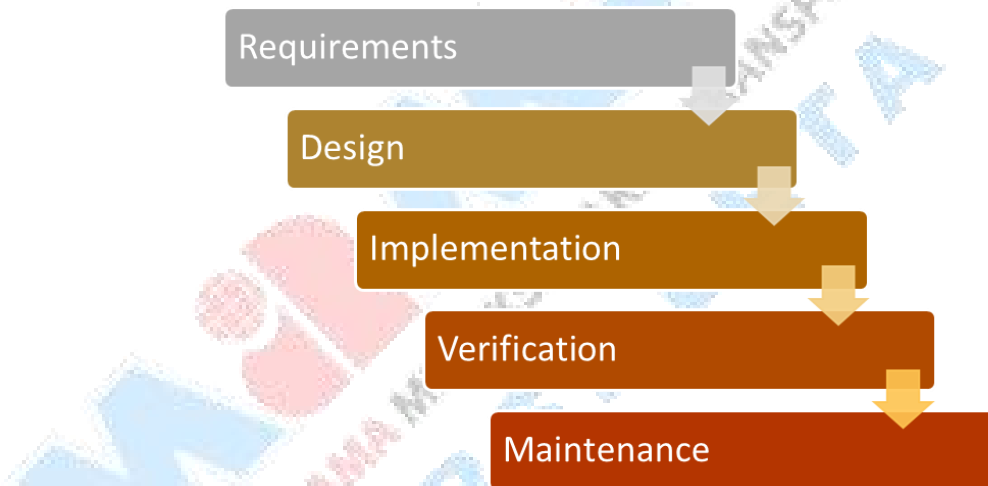 Requirements
Design
Implementation
Verification
Maintenance